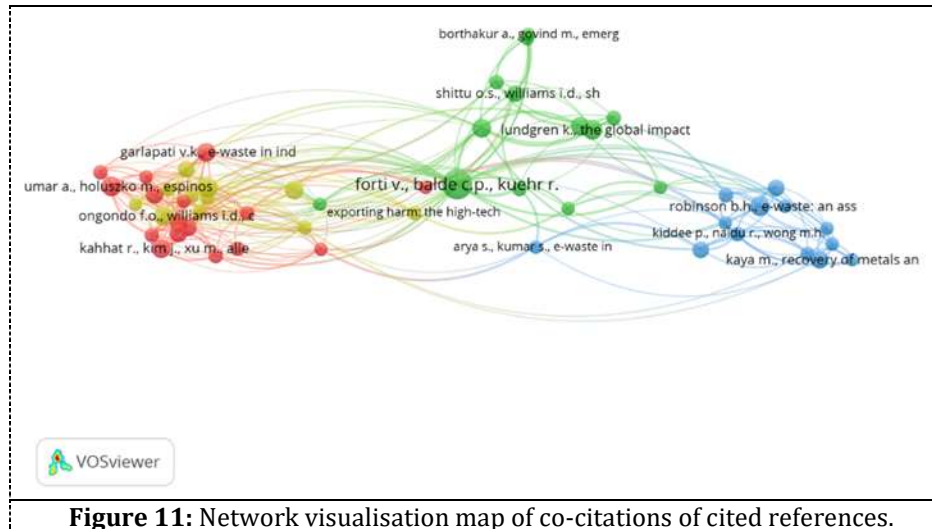 borthakur a., govind m., emerg
shittu o.s., williams i.d., sh
lundgren k., the global impact
garlapati v.k., e-waste in ind
umar a., holuszko m., espinos
forti v., balde c.p., kuehr r.
robinson b.h., e-waste: an ass
ongondo f.o., williams i.d., c
exporting harm: the high-tech
kiddee p., naidu r., wong m.h.
kahhat r., kim j., xu m., alle
arya s., kumar s., e-waste in
kaya m., recovery of metals an
VOSviewer
Figure 11: Network visualisation map of co-citations of cited references.